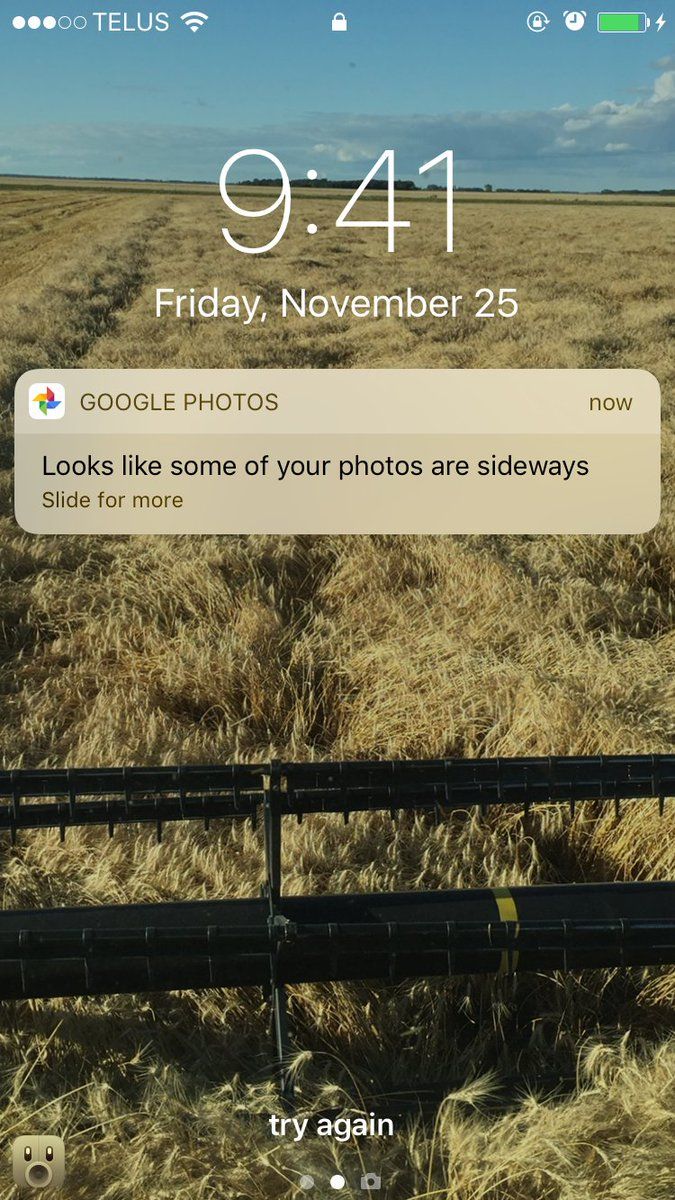 TELUS
9:41
Friday, November 25
GOOGLE PHOTOS now
Looks like some of your photos are sideways
Slide for more
try again